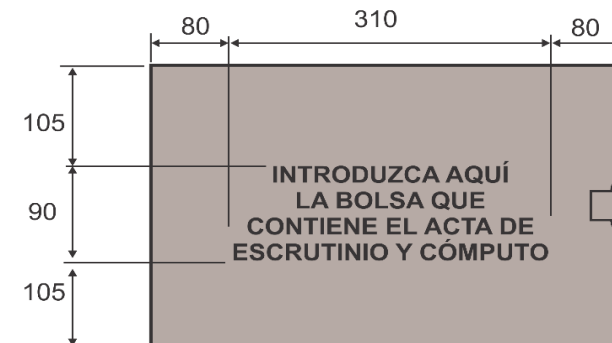 80 310 80
105
INTRODUZCA AQUÍ
LA BOLSA QUE
90
CONTIENE EL ACTA DE
ESCRUTINIO Y CÓMPUTO
105